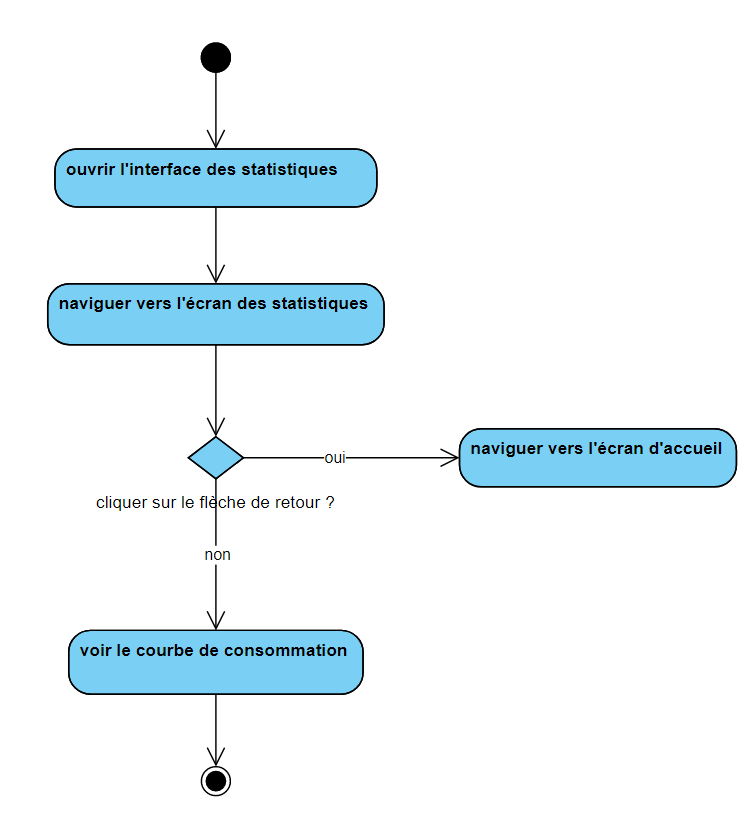 ouvrir l'interface des statistiques
naviguer vers l'écran des statistiques
oui
naviguer vers l'écran d'accueil
cliquer sur le flèche de retour ?
non
voir le courbe de consommation